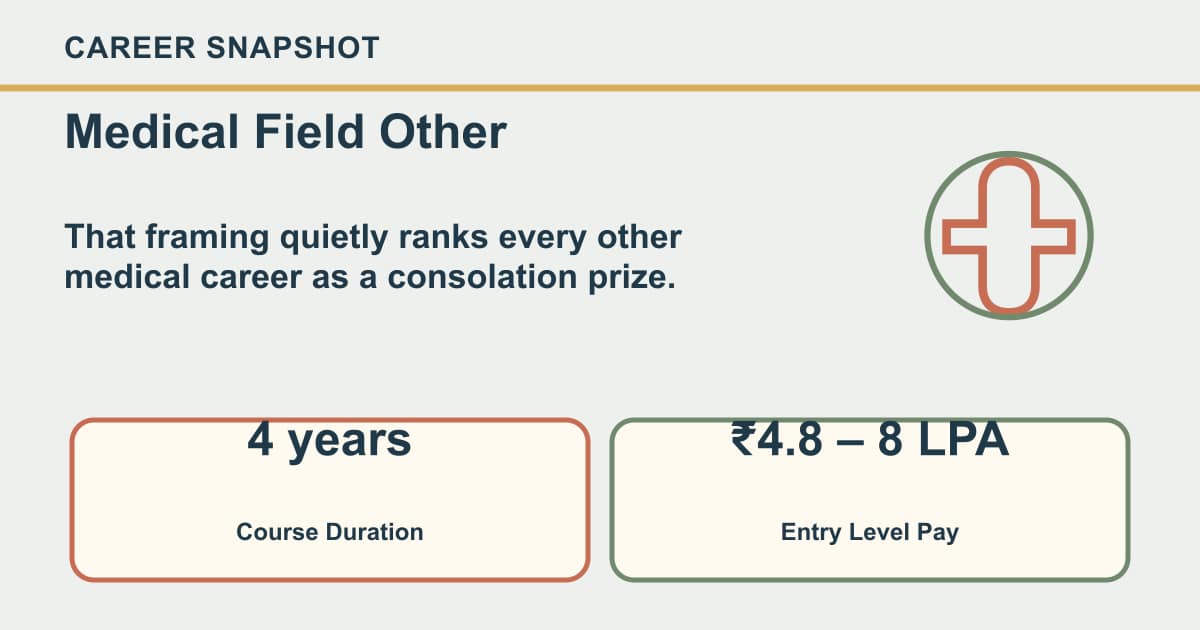 CAREER SNAPSHOT
Medical Field Other
That framing quietly ranks every other
medical career as a consolation prize.
4 years
₹4.8 – 8 LPA
Course Duration
Entry Level Pay